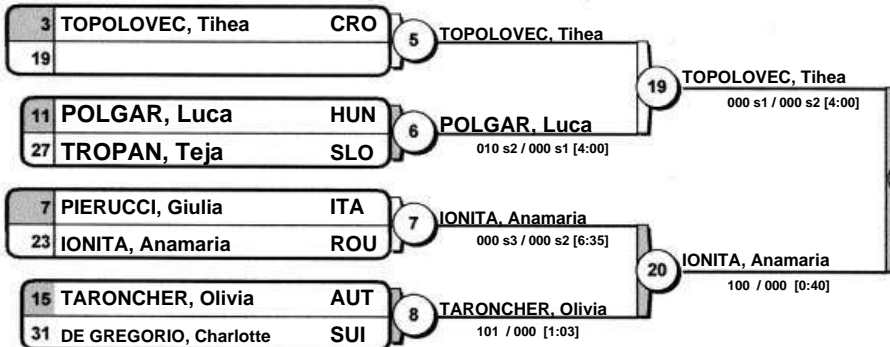 3 TOPOLOVEC, Tihea CRO
19
5
TOPOLOVEC, Tihea
11 POLGAR, Luca HUN
27 TROPAN, Teja SLO
6
POLGAR, Luca
010 s2 / 000 s1 [4:00]
19
TOPOLOVEC, Tihea
000 s1 / 000 s2 [4:00]
7 PIERUCCI, Giulia ITA
23 IONITA, Anamaria ROU
7
IONITA, Anamaria
000 s3 / 000 s2 [6:35]
15 TARONCHER, Olivia AUT
31 DE GREGORIO, Charlotte SUI
8
TARONCHER, Olivia
101 / 000 [1:03]
20
IONITA, Anamaria
100 / 000 [0:40]